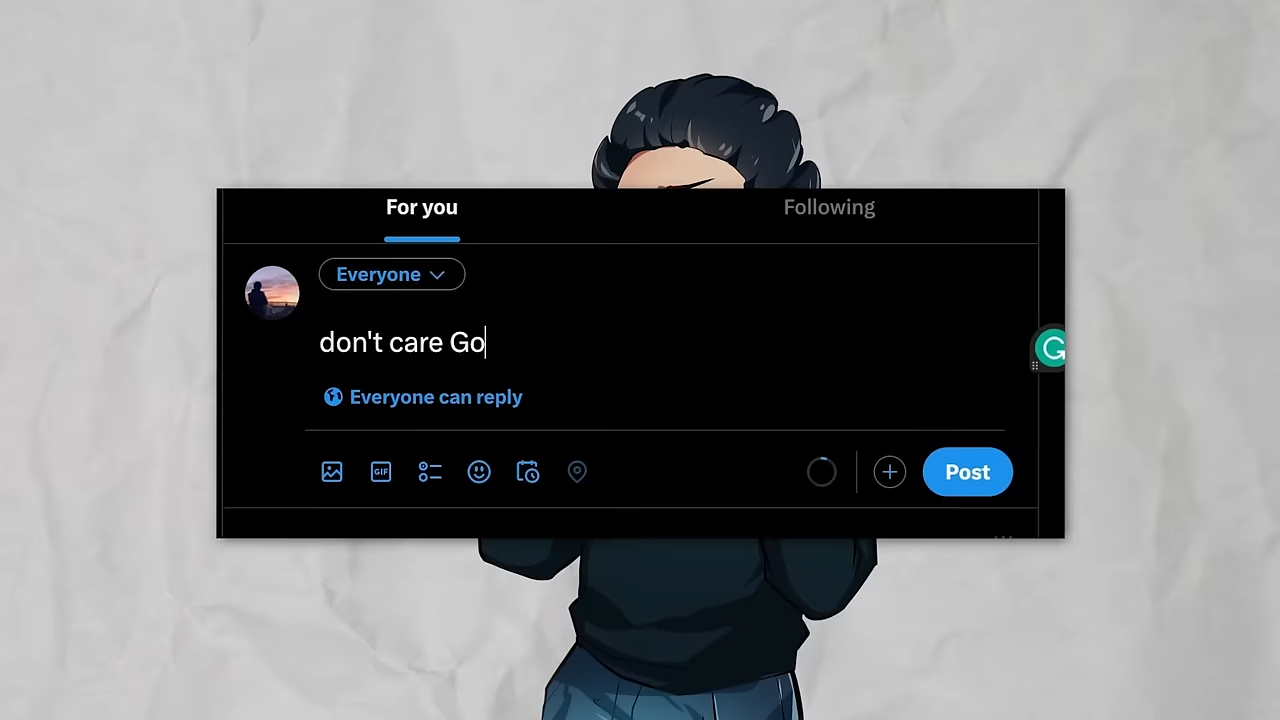 For you
Following
Everyone
don't care Go
Everyone can reply
GIF
Post